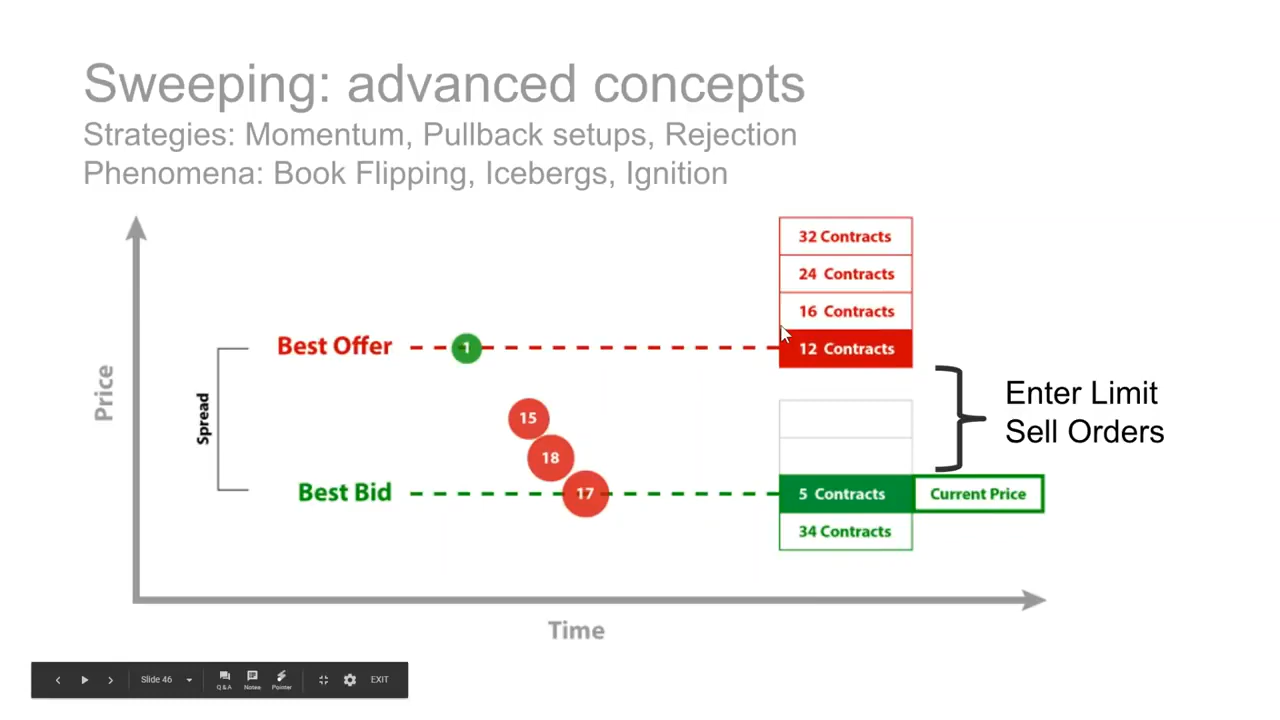 Sweeping: advanced concepts
Strategies: Momentum, Pullback setups, Rejection
Phenomena: Book Flipping, Icebergs, Ignition
32 Contracts
24 Contracts
16 Contracts
Best Offer
1
12 Contracts
Price
Spread
15
Enter Limit
Sell Orders
18
Best Bid
17
5 Contracts
Current Price
34 Contracts
Time
Slide 46
Q & A
Notes
Pointer
EXIT